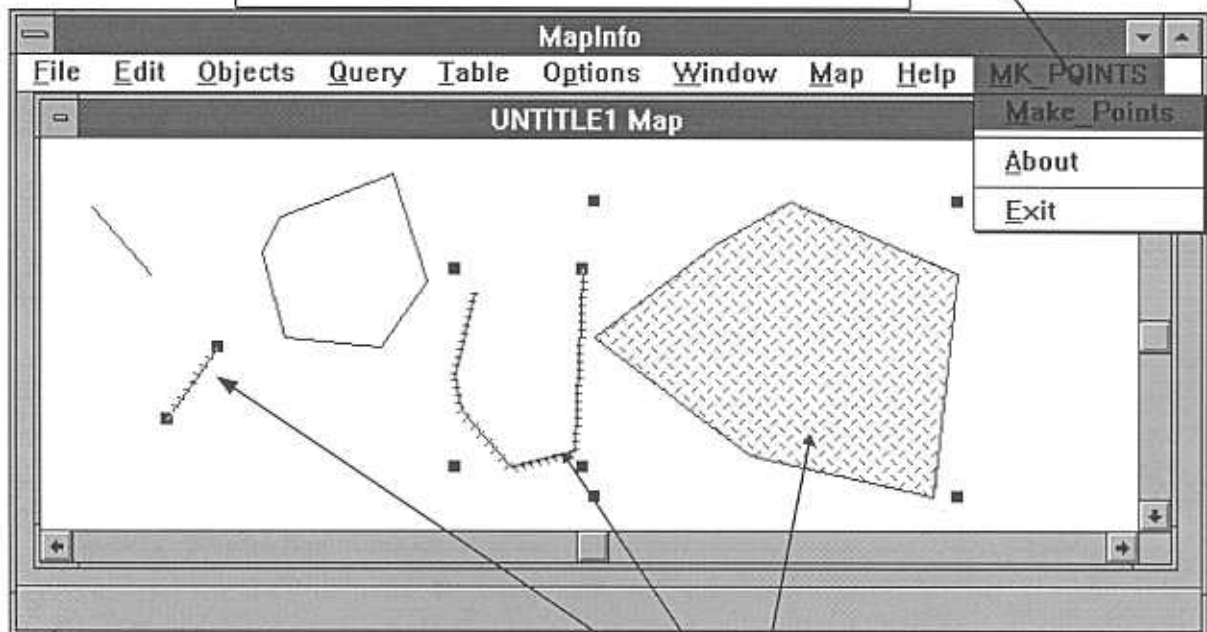 MapInfo
File Edit Objects Query Table Options Window Map Help MK_POINTS
UNTITLE1 Map
Make_Points
About
Exit